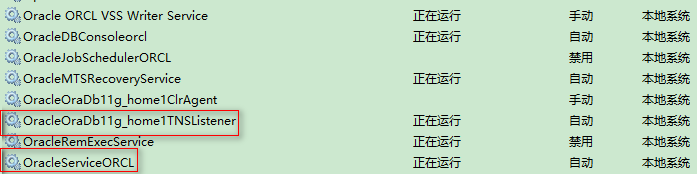 Oracle ORCL VSS Writer Service 正在运行 手动 本地系统
OracleDBConsoleorcl 正在运行 自动 本地系统
OracleJobSchedulerORCL 禁用 本地系统
OracleMTSRecoveryService 正在运行 自动 本地系统
OracleOraDb11g_home1ClrAgent 手动 本地系统
OracleOraDb11g_home1TNSListener 正在运行 自动 本地系统
OracleRemExecService 正在运行 禁用 本地系统
OracleServiceORCL 正在运行 自动 本地系统